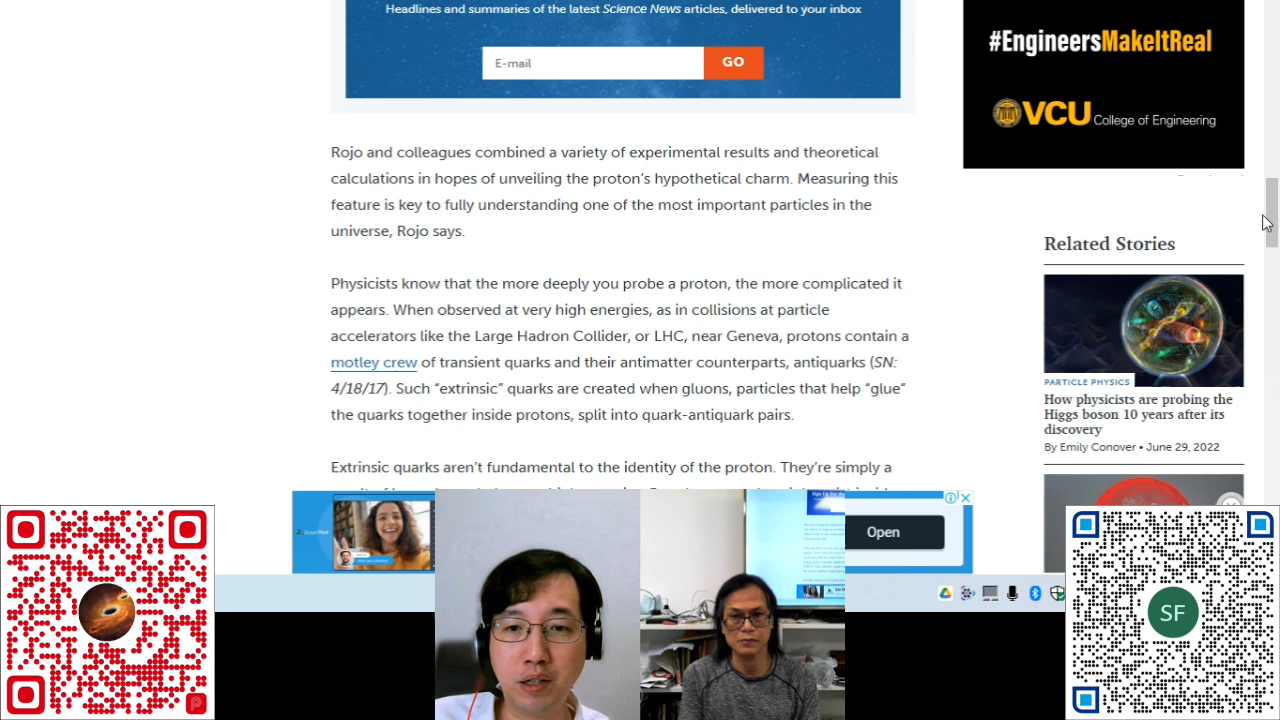 Headlines and summaries of the latest Science News articles, delivered to your inbox
E-mail
GO
#EngineersMakeItReal
VCU College of Engineering
Rojo and colleagues combined a variety of experimental results and theoretical
calculations in hopes of unveiling the proton’s hypothetical charm. Measuring this
feature is key to fully understanding one of the most important particles in the
universe, Rojo says.
Physicists know that the more deeply you probe a proton, the more complicated it
appears. When observed at very high energies, as in collisions at particle
accelerators like the Large Hadron Collider, or LHC, near Geneva, protons contain a
motley crew of transient quarks and their antimatter counterparts, antiquarks (SN:
4/18/17). Such “extrinsic” quarks are created when gluons, particles that help “glue”
the quarks together inside protons, split into quark-antiquark pairs.
Extrinsic quarks aren’t fundamental to the identity of the proton. They’re simply a
Related Stories
PARTICLE PHYSICS
How physicists are probing the
Higgs boson 10 years after its
discovery
By Emily Conover • June 29, 2022
Open
SF